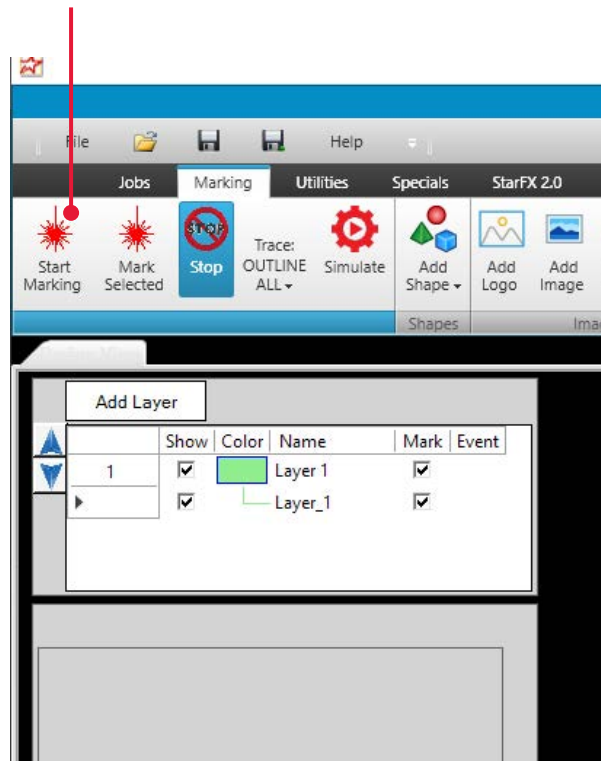 File Help
Jobs Marking Utilities Specials StarFX 2.0
STOP
Start Mark Stop Trace: Simulate Add Add Add
Marking Selected OUTLINE Shape Logo Image
ALL
Shapes
Add Layer
Show Color Name Mark Event
1 Layer 1
Layer_1